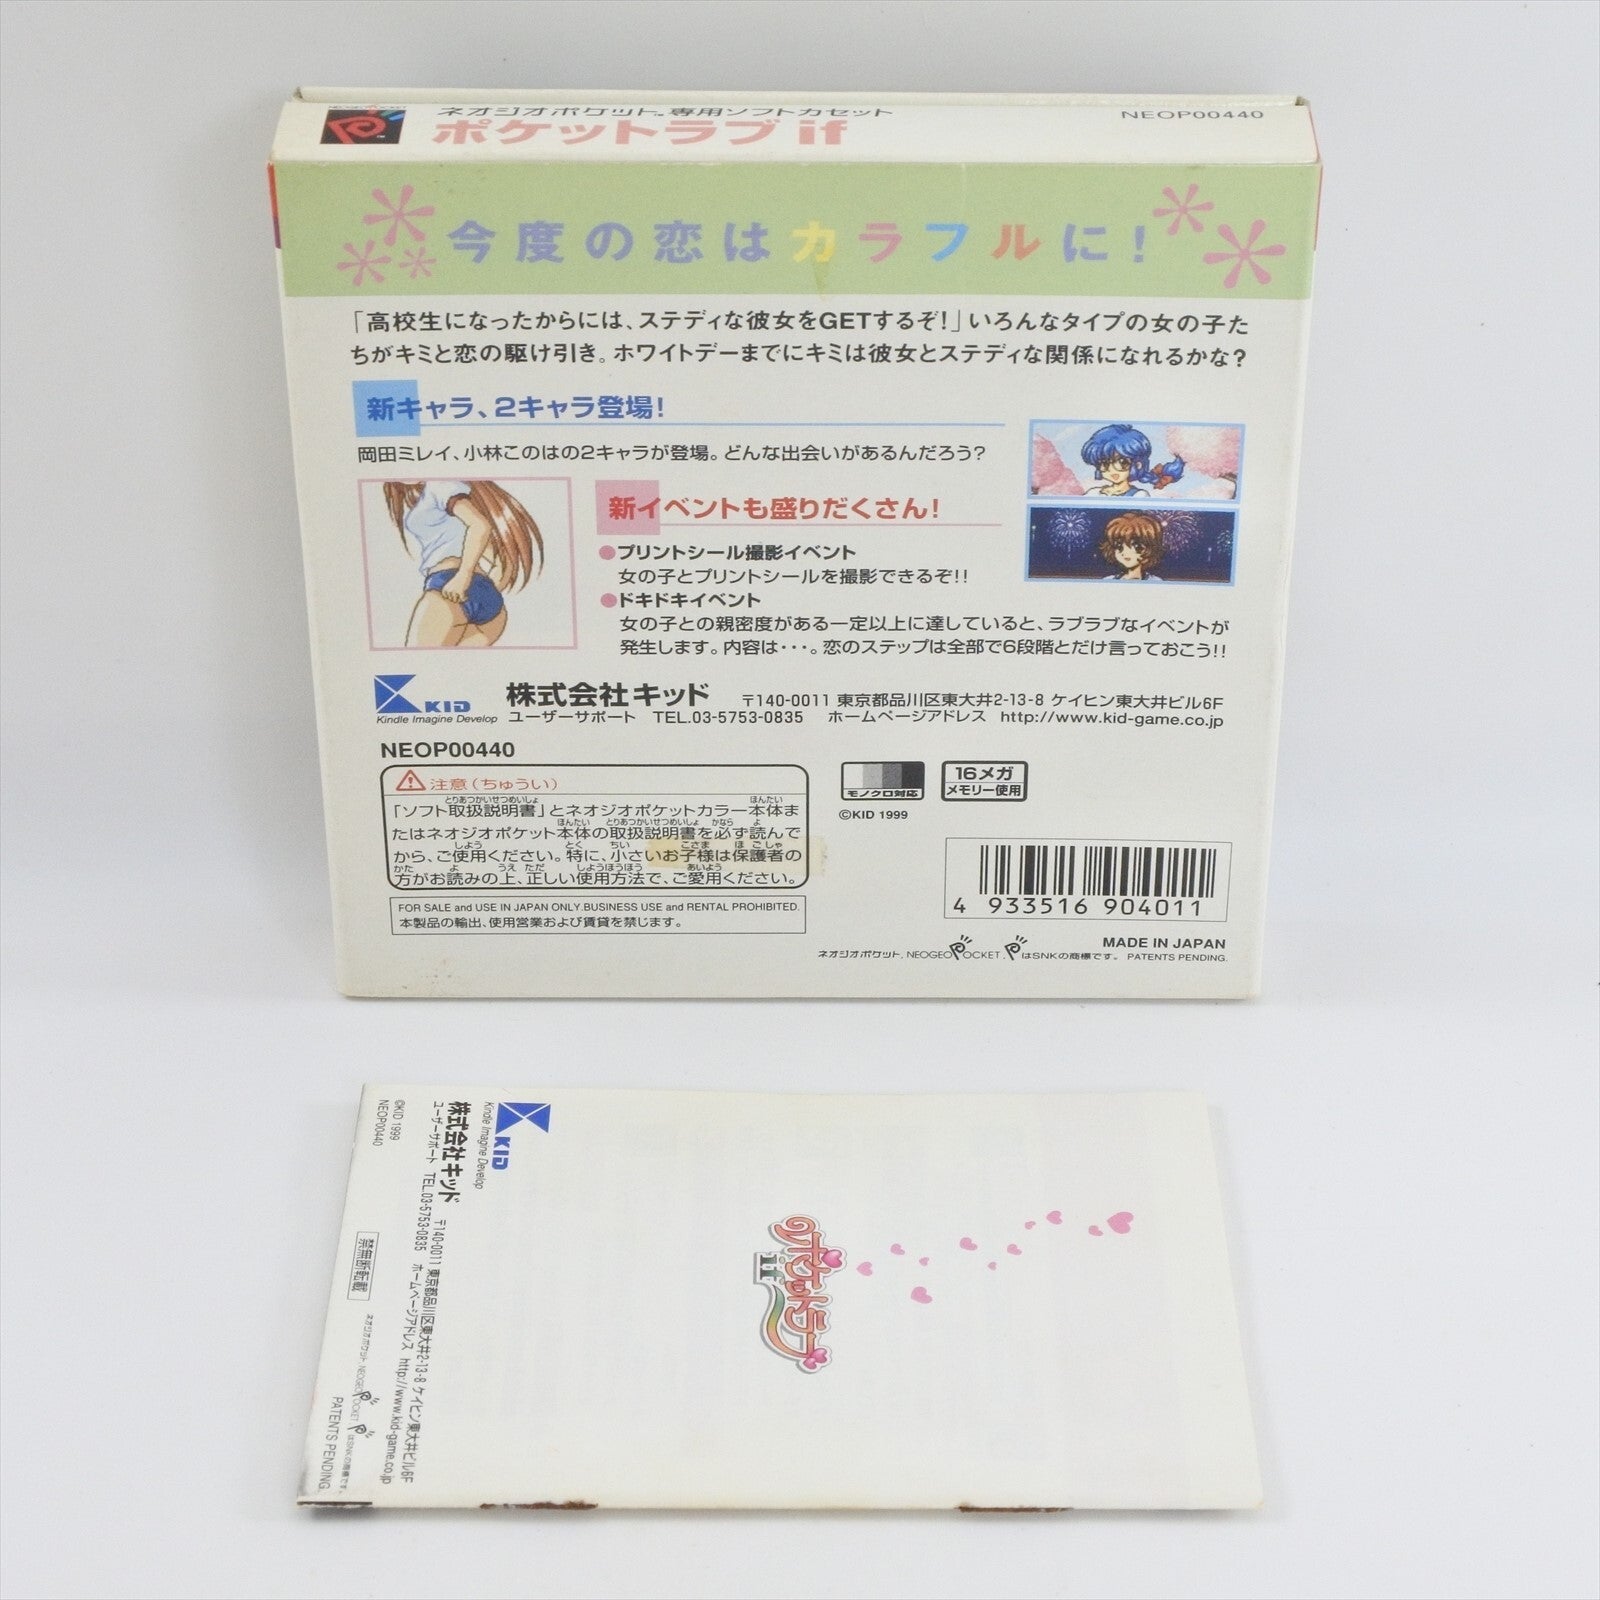 ネオジオポケット™専用ソフトカセット
ポケットラブ if
NEOP00440
今度の恋はカラフルに!
「高校生になったからには、ステディな彼女をGETするぞ!」いろんなタイプの女の子た
ちがキミと恋の駆け引き。ホワイトデーまでにキミは彼女とステディな関係になれるかな?
新キャラ、2キャラ登場!
岡田ミレイ、小林このはの2キャラが登場。どんな出会いがあるんだろう?
新イベントも盛りだくさん!
●プリントシール撮影イベント
女の子とプリントシールを撮影できるぞ!!
●ドキドキイベント
女の子との親密度がある一定以上に達していると、ラブラブなイベントが
発生します。内容は・・・。恋のステップは全部で6段階とだけ言っておこう!!
KID
Kindle Imagine Develop
株式会社キッド 〒140-0011 東京都品川区東大井2-13-8 ケイヒン東大井ビル6F
ユーザーサポート TEL.03-5753-0835 ホームページアドレス http://www.kid-game.co.jp
NEOP00440
注意(ちゅうい)
「ソフト取扱説明書」とネオジオポケットカラー本体ま
たはネオジオポケット本体の取扱説明書を必ず読んで
から、ご使用ください。特に、小さいお子様は保護者の
方がお読みの上、正しい使用方法で、ご愛用ください。
FOR SALE and USE IN JAPAN ONLY.BUSINESS USE and RENTAL PROHIBITED.
本製品の輸出、使用営業および賃貸を禁じます。
モノクロ対応
16メガ
メモリー使用
©KID 1999
4 933516 904011
MADE IN JAPAN
ネオジオポケット, NEOGEO POCKET, はSNKの商標です。 PATENTS PENDING.
KID
Kindle Imagine Develop
株式会社キッド 〒140-0011 東京都品川区東大井2-13-8 ケイヒン東大井ビル6F
ユーザーサポート TEL.03-5753-0835 ホームページアドレス http://www.kid-game.co.jp
©KID 1999
NEOP00440
禁無断転載
ネオジオポケット, NEOGEO POCKET, はSNKの商標です。
PATENTS PENDING.
ポケットラブ
if